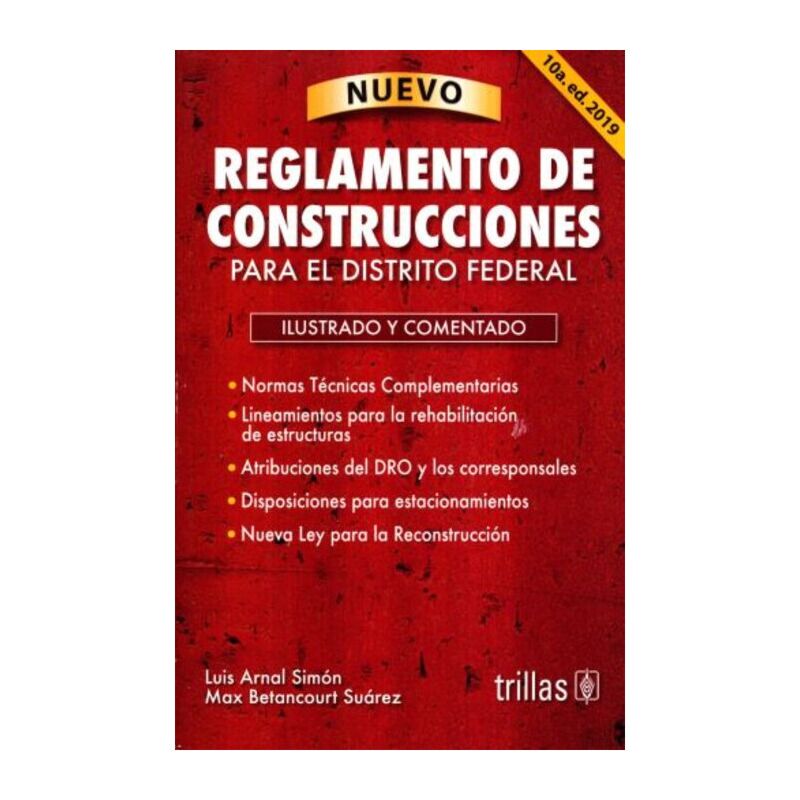 NUEVO
10a. ed. 2019
REGLAMENTO DE
CONSTRUCCIONES
PARA EL DISTRITO FEDERAL
ILUSTRADO Y COMENTADO
• Normas Técnicas Complementarias
• Lineamientos para la rehabilitación
de estructuras
• Atribuciones del DRO y los corresponsales
• Disposiciones para estacionamientos
• Nueva Ley para la Reconstrucción
Luis Arnal Simón
Max Betancourt Suárez
trillas